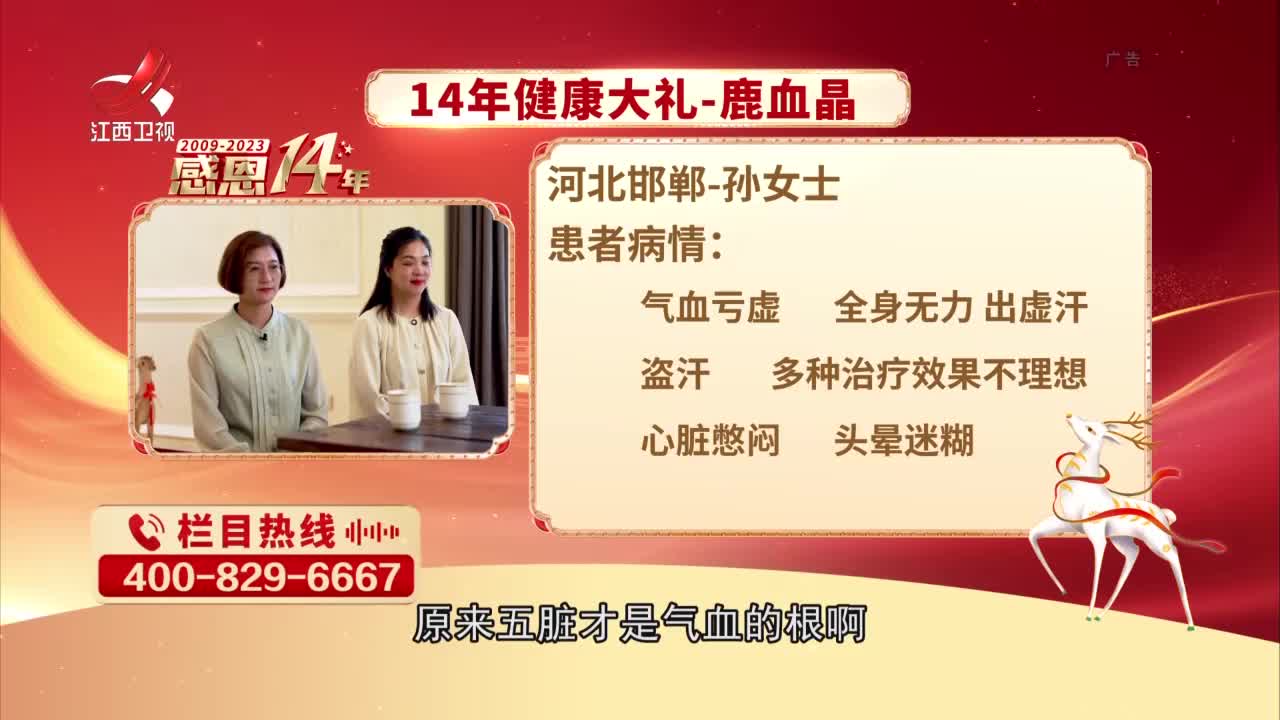 广告
14年健康大礼-鹿血晶
江西卫视
2009-2023
感恩14年
河北邯郸-孙女士
患者病情：
气血亏虚 全身无力 出虚汗
盗汗 多种治疗效果不理想
心脏憋闷 头晕迷糊
栏目热线
400-829-6667
原来五脏才是气血的根啊